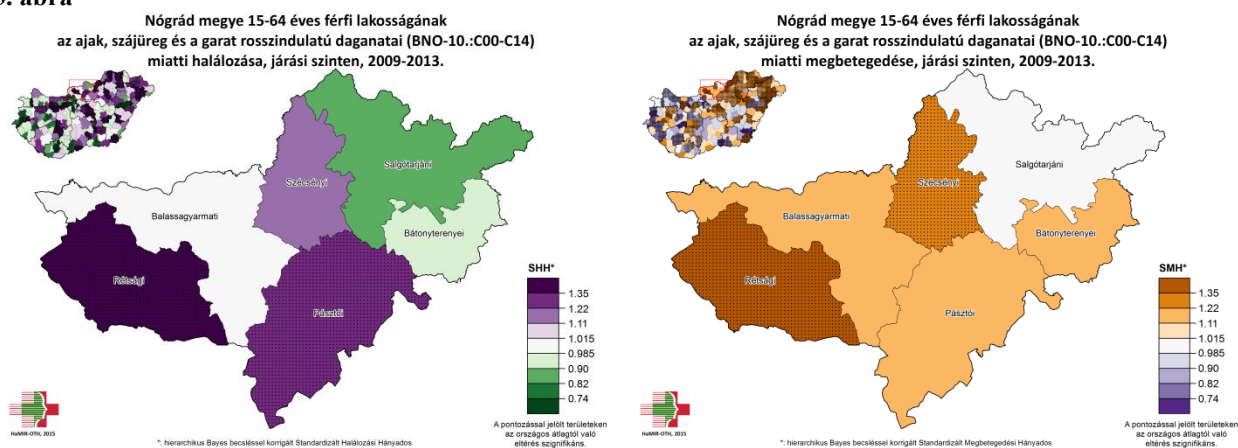 Nógrád megye 15-64 éves férfi lakosságának
az ajak, szájüreg és a garat rosszindulatú daganatai (BNO-10.:C00-C14)
miatti halálozása, járási szinten, 2009-2013.
Salgótarjáni
Szécsényi
Balassagyarmati
Bátonyterenyei
Rétsági
Pásztói
SHH*
1.35
1.22
1.11
1.015
0.985
0.90
0.82
0.74
HuMIR-OTH, 2015
A pontozással jelölt területeken
az országos átlagtól való
eltérés szignifikáns.
*: hierarchikus Bayes becsléssel korrigált Standardizált Halálozási Hányados
Nógrád megye 15-64 éves férfi lakosságának
az ajak, szájüreg és a garat rosszindulatú daganatai (BNO-10.:C00-C14)
miatti megbetegedése, járási szinten, 2009-2013.
Salgótarjáni
Szécsényi
Balassagyarmati
Bátonyterenyei
Rétsági
Pásztói
SMH*
1.35
1.22
1.11
1.015
0.985
0.90
0.82
0.74
HuMIR-OTH, 2015
A pontozással jelölt területeken
az országos átlagtól való
eltérés szignifikáns.
*: hierarchikus Bayes becsléssel korrigált Standardizált Megbetegedési Hányados